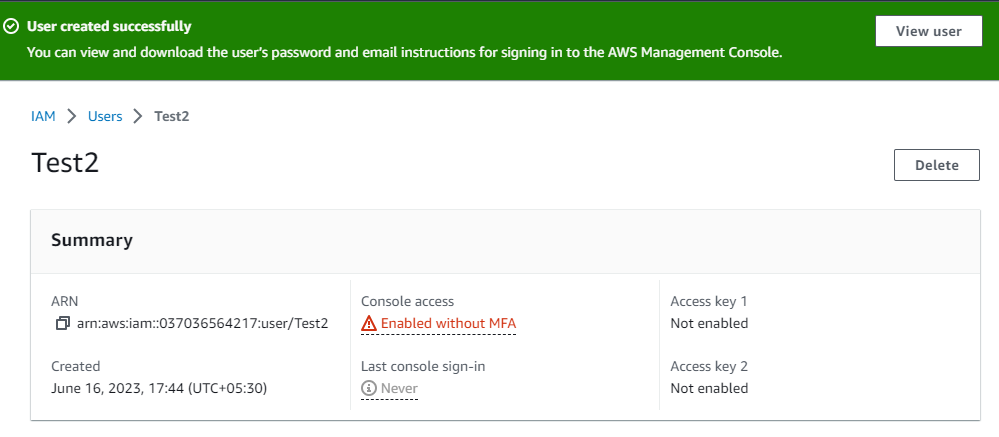 User created successfully
You can view and download the user's password and email instructions for signing in to the AWS Management Console.
View user
IAM > Users > Test2
Test2
Delete
Summary
ARN
arn:aws:iam::037036564217:user/Test2
Created
June 16, 2023, 17:44 (UTC+05:30)
Console access
Enabled without MFA
Last console sign-in
Never
Access key 1
Not enabled
Access key 2
Not enabled